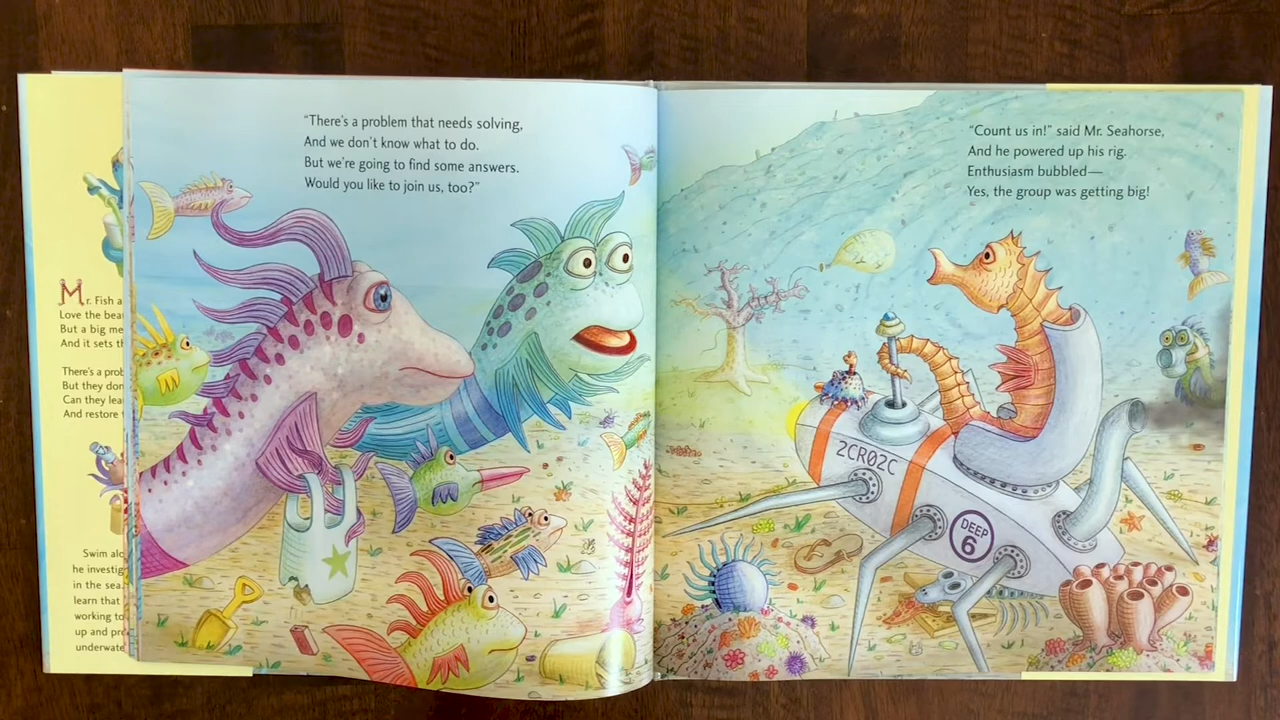 Mr. Fish a
Love the bea
But a big me
And it sets t
There's a prob
But they don
Can they lea
And restore
Swim alo
he investig
in the sea.
learn that
working to
up and pro
underwate
"There's a problem that needs solving,
And we don't know what to do.
But we're going to find some answers.
Would you like to join us, too?"
"Count us in!" said Mr. Seahorse,
And he powered up his rig.
Enthusiasm bubbled—
Yes, the group was getting big!
2CR02C
DEEP
6